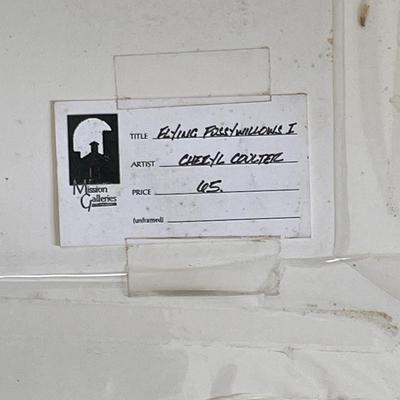 TITLE FLYING PUSSYWILLOWS I
ARTIST CHERYL COULTER
Mission
Galleries
PRICE 65.
(unframed)